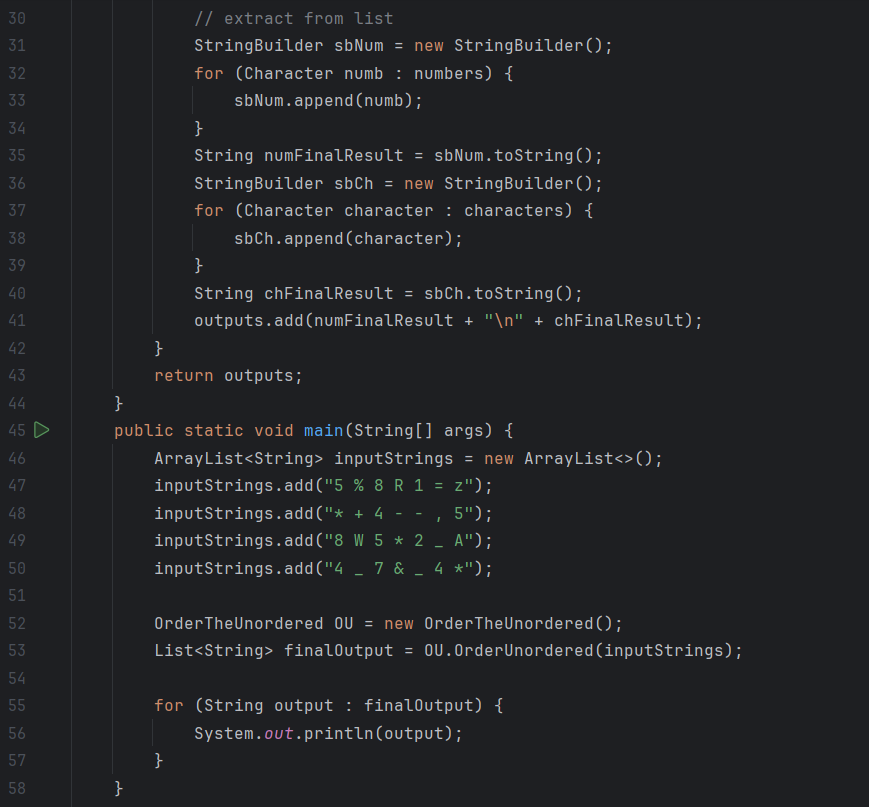 30 // extract from list
31 StringBuilder sbNum = new StringBuilder();
32 for (Character numb : numbers) {
33 sbNum.append(numb);
34 }
35 String numFinalResult = sbNum.toString();
36 StringBuilder sbCh = new StringBuilder();
37 for (Character character : characters) {
38 sbCh.append(character);
39 }
40 String chFinalResult = sbCh.toString();
41 outputs.add(numFinalResult + "\n" + chFinalResult);
42 }
43 return outputs;
44 }
45 public static void main(String[] args) {
46 ArrayList<String> inputStrings = new ArrayList<>();
47 inputStrings.add("5 % 8 R 1 = z");
48 inputStrings.add("* + 4 - - , 5");
49 inputStrings.add("8 W 5 * 2 _ A");
50 inputStrings.add("4 _ 7 & _ 4 *");
51
52 OrderTheUnordered OU = new OrderTheUnordered();
53 List<String> finalOutput = OU.OrderUnordered(inputStrings);
54
55 for (String output : finalOutput) {
56 System.out.println(output);
57 }
58 }